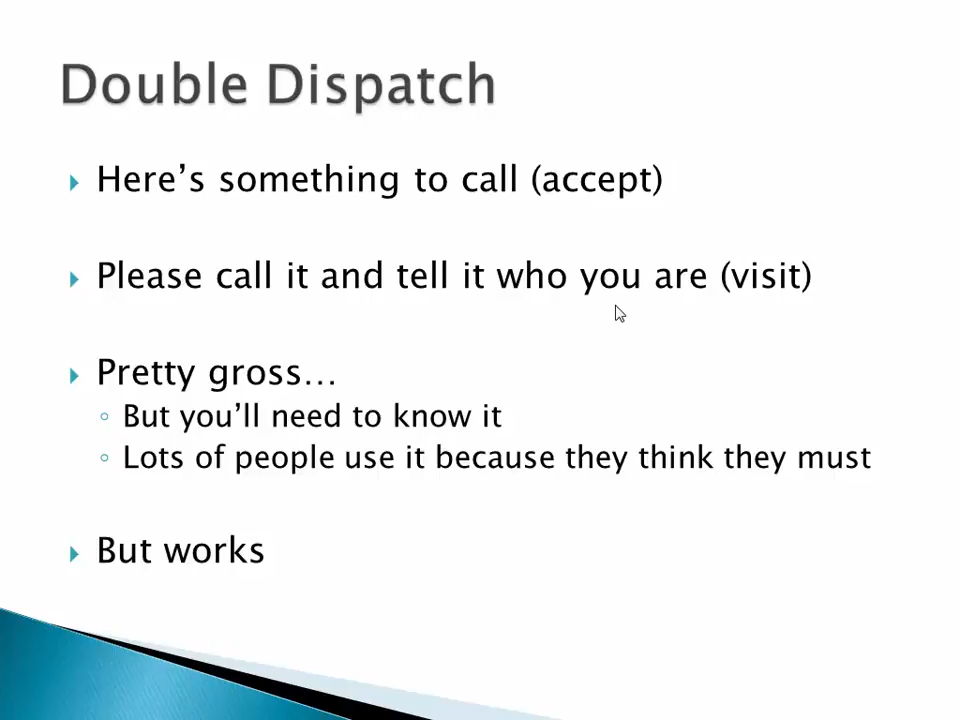 Double Dispatch
Here’s something to call (accept)
Please call it and tell it who you are (visit)
Pretty gross…
But you’ll need to know it
Lots of people use it because they think they must
But works